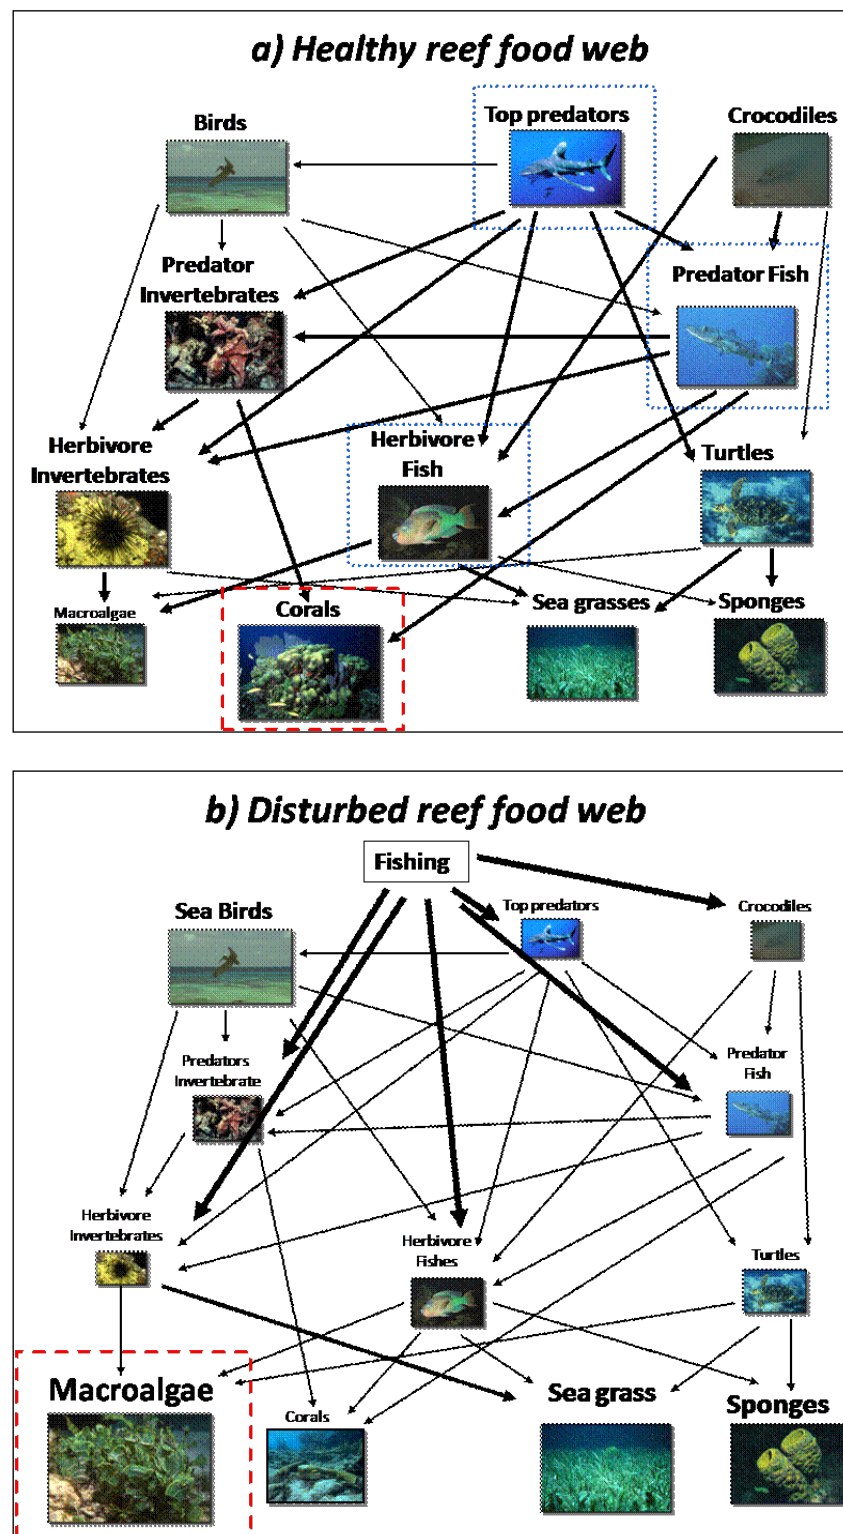 a) Healthy reef food web
Birds
Top predators
Crocodiles
Predator
Invertebrates
Predator Fish
Herbivore
Invertebrates
Herbivore
Fish
Turtles
Macroalgae
Corals
Sea grasses
Sponges
b) Disturbed reef food web
Fishing
Sea Birds
Top predators
Crocodiles
Predators
Invertebrate
Predator
Fish
Herbivore
Invertebrates
Herbivore
Fishes
Turtles
Macroalgae
Corals
Sea grass
Sponges